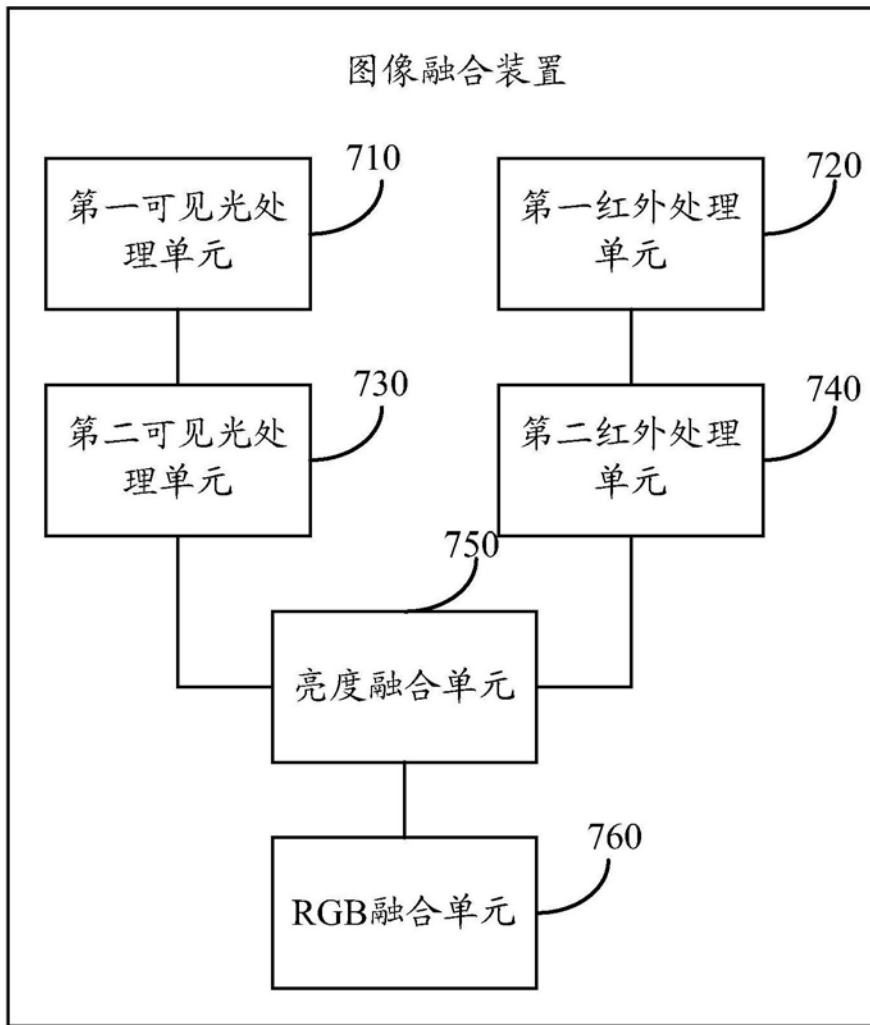 图像融合装置
710
720
第一可见光处
理单元
第一红外处理
单元
730
740
第二可见光处
理单元
第二红外处理
单元
750
亮度融合单元
760
RGB融合单元